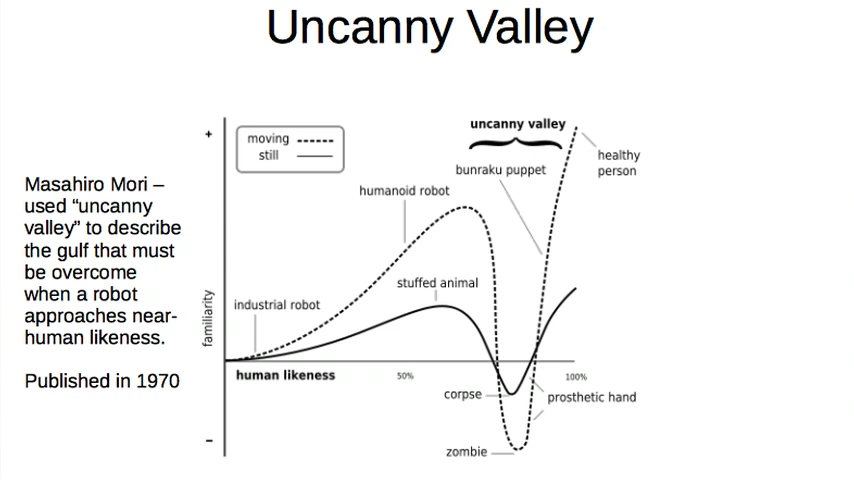 Uncanny Valley
Masahiro Mori –
used “uncanny
valley” to describe
the gulf that must
be overcome
when a robot
approaches near-
human likeness.
Published in 1970
+
moving
still
uncanny valley
healthy
person
bunraku puppet
humanoid robot
stuffed animal
industrial robot
familiarity
human likeness
50%
100%
corpse
prosthetic hand
–
zombie